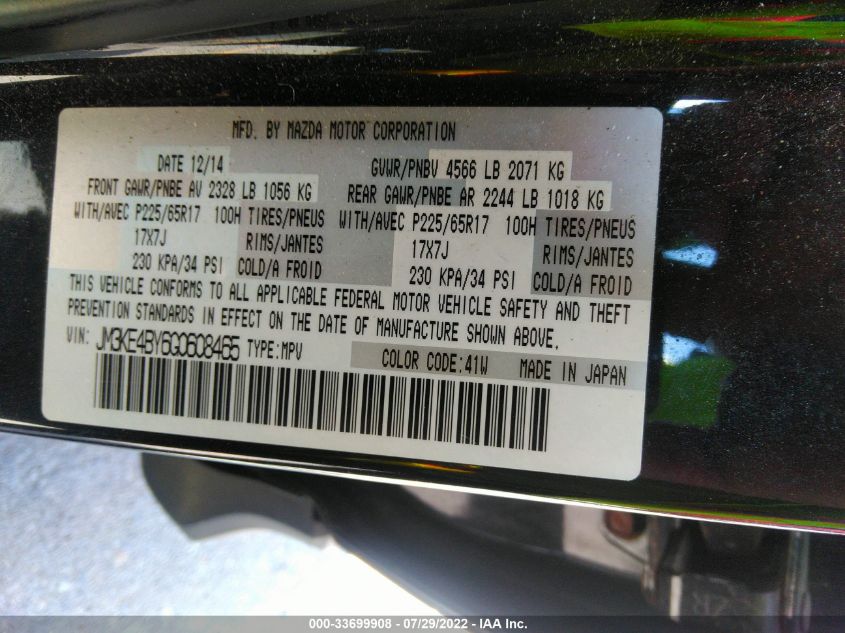 MFD. BY MAZDA MOTOR CORPORATION
DATE 12/14 GVWR/PNBV 4566 LB 2071 KG
FRONT GAWR/PNBE AV 2328 LB 1056 KG REAR GAWR/PNBE AR 2244 LB 1018 KG
WITH/AVEC P225/65R17 100H TIRES/PNEUS WITH/AVEC P225/65R17 100H TIRES/PNEUS
17X7J RIMS/JANTES 17X7J RIMS/JANTES
230 KPA/34 PSI COLD/A FROID 230 KPA/34 PSI COLD/A FROID
THIS VEHICLE CONFORMS TO ALL APPLICABLE FEDERAL MOTOR VEHICLE SAFETY AND THEFT
PREVENTION STANDARDS IN EFFECT ON THE DATE OF MANUFACTURE SHOWN ABOVE.
VIN: JM3KE4BY6G0608465 TYPE:MPV
COLOR CODE:41W MADE IN JAPAN
000-33699908 - 07/29/2022 - IAA Inc.